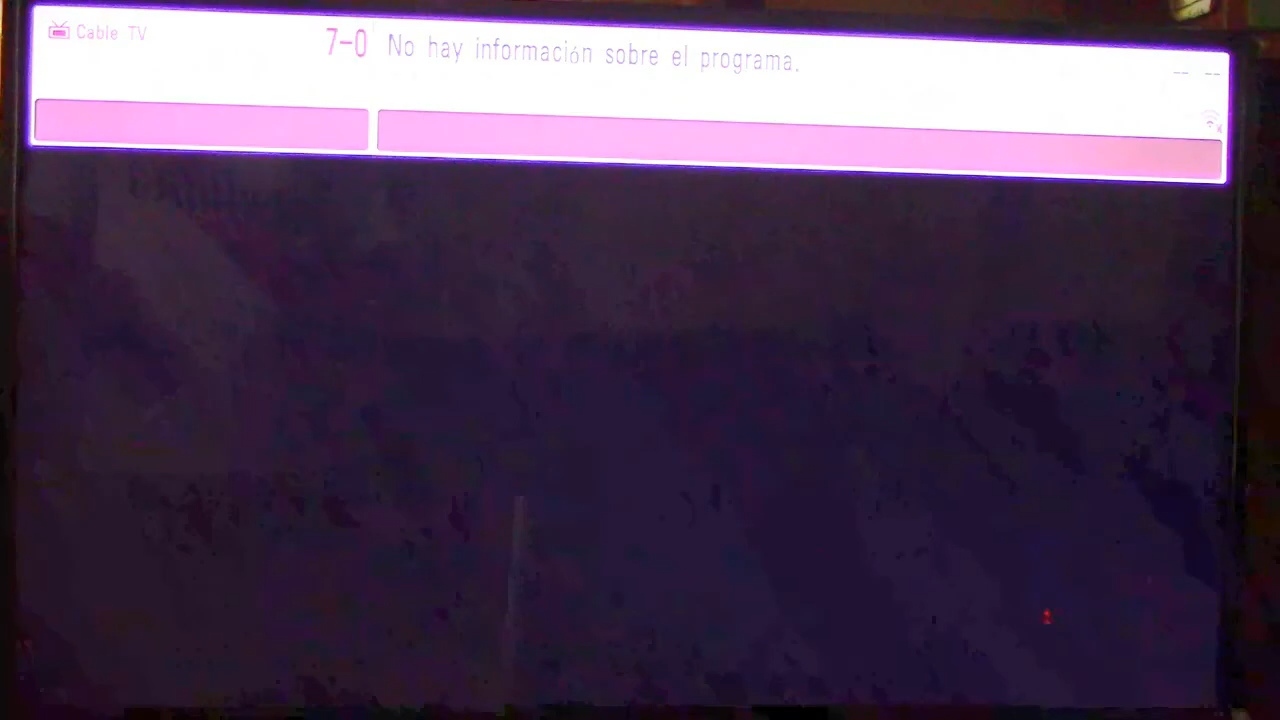 Cable TV
7-0 No hay información sobre el programa.
-- --